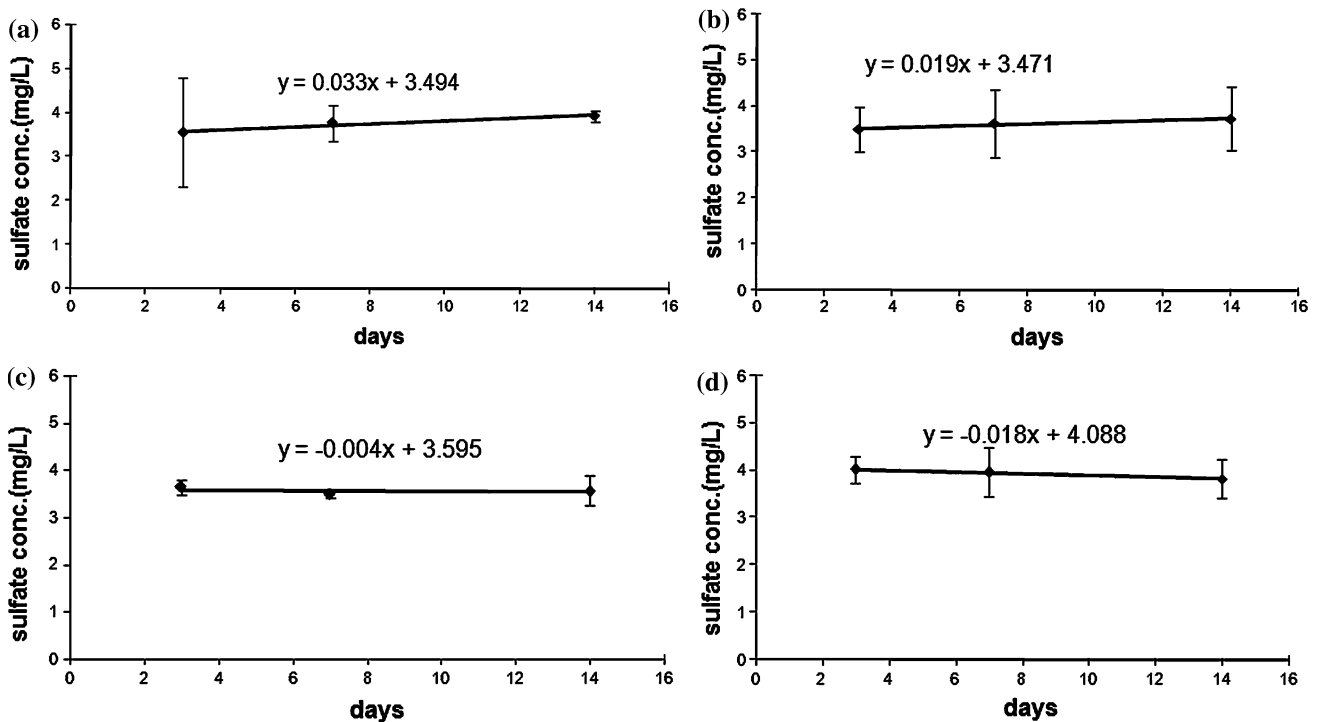 (a)
6
5
4
3
2
1
0
sulfate conc.(mg/L)
y = 0.033x + 3.494
0 2 4 6 8 10 12 14 16
days
(b)
6
5
4
3
2
1
0
sulfate conc.(mg/L)
y = 0.019x + 3.471
0 2 4 6 8 10 12 14 16
days
(c)
6
5
4
3
2
1
0
sulfate conc.(mg/L)
y = -0.004x + 3.595
0 2 4 6 8 10 12 14 16
days
(d)
6
5
4
3
2
1
0
sulfate conc.(mg/L)
y = -0.018x + 4.088
0 2 4 6 8 10 12 14 16
days